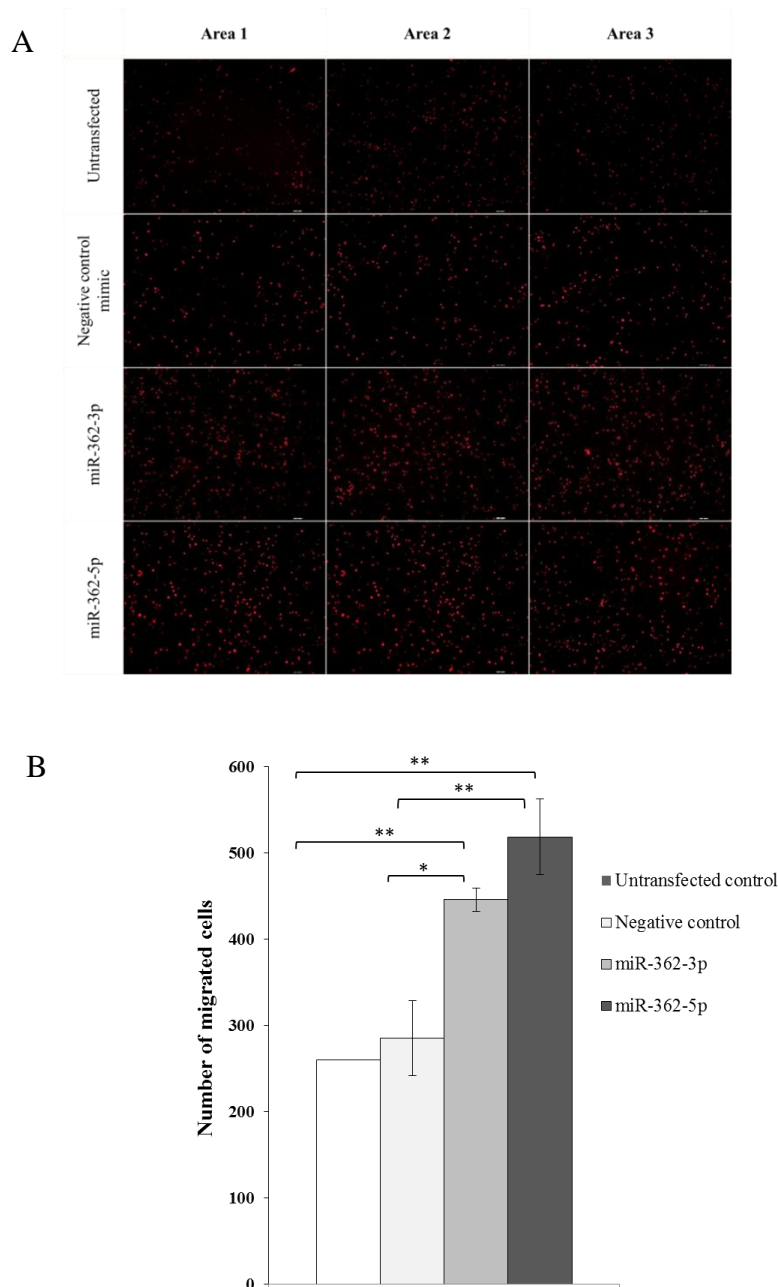 A
Area 1 Area 2 Area 3
Untransfected
Negative control
mimic
miR-362-3p
miR-362-5p
B
Number of migrated cells
600
500
400
300
200
100
0
**
**
**
*
Untransfected control
Negative control
miR-362-3p
miR-362-5p